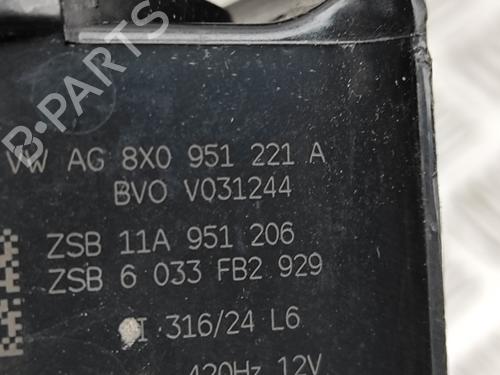 B-PARTS
VW AG 8X0 951 221 A
BVO V031244
ZSB 11A 951 206
ZSB 6 033 FB2 929
I 316/24 L6
420Hz 12V